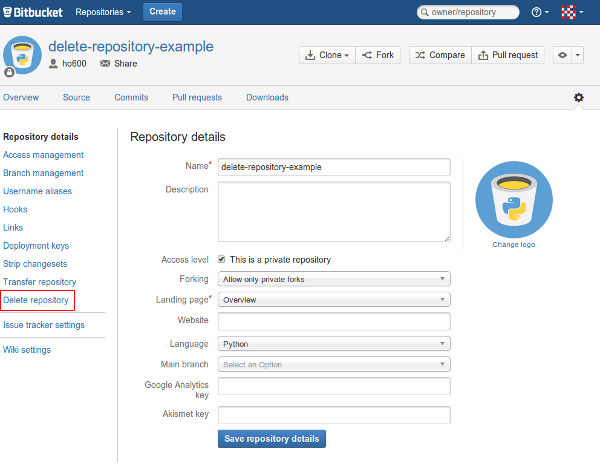 Bitbucket Repositories Create owner/repository
delete-repository-example
hc600 Share
Clone Fork Compare Pull request
Overview Source Commits Pull requests Downloads
Repository details
Access management
Branch management
Username aliases
Hooks
Links
Deployment keys
Strip changesets
Transfer repository
Delete repository
Issue tracker settings
Wiki settings
Repository details
Name* delete-repository-example
Description
Change logo
Access level This is a private repository
Forking Allow only private forks
Landing page* Overview
Website
Language Python
Main branch Select an Option
Google Analytics
key
Akismet key
Save repository details